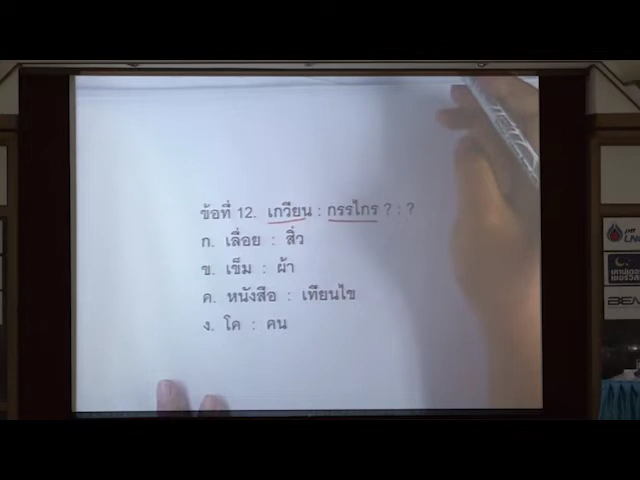 ข้อที่ 12. เกวียน : กรรไกร ? : ?
ก. เลื่อย : สิ่ว
ข. เข็ม : ผ้า
ค. หนังสือ : เทียนไข
ง. โค : คน